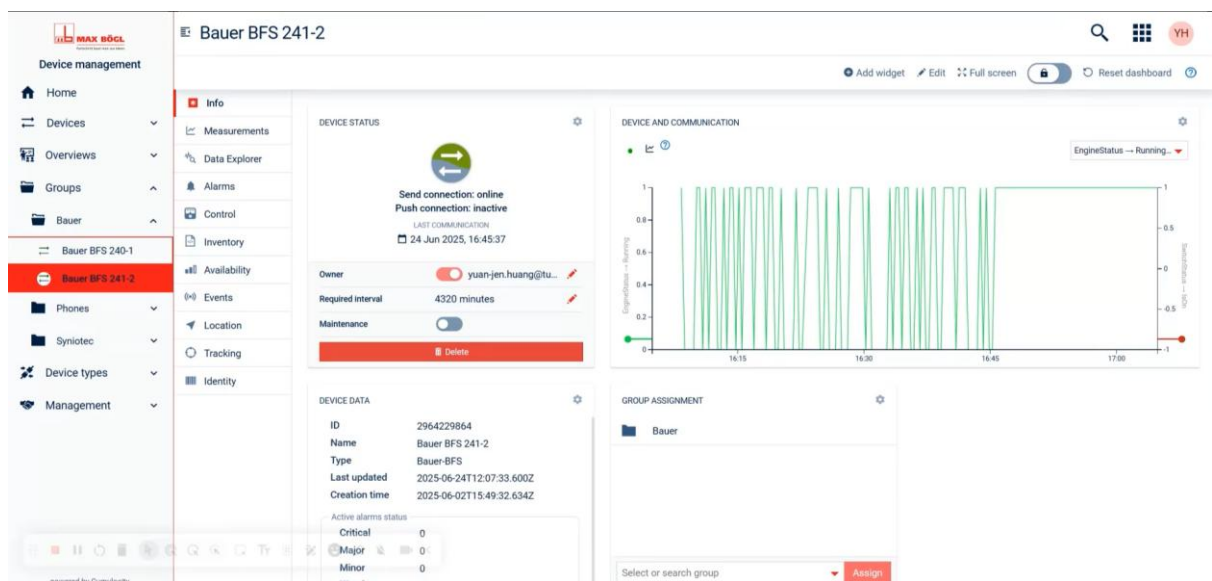 MAX BÖGL
Device management
Home
Devices
Overviews
Groups
Bauer
Bauer BFS 240-1
Bauer BFS 241-2
Phones
Syniotec
Device types
Management
Bauer BFS 241-2
YH
Add widget
Edit
Full screen
Reset dashboard
Info
Measurements
Data Explorer
Alarms
Control
Inventory
Availability
Events
Location
Tracking
Identity
DEVICE STATUS
Send connection: online
Push connection: inactive
LAST COMMUNICATION
24 Jun 2025, 16:45:37
Owner yuan-jen.huang@tu...
Required interval 4320 minutes
Maintenance
Delete
DEVICE AND COMMUNICATION
EngineStatus → Running...
1
0.8
0.6
0.4
0.2
0
EngineStatus → Running
16:15 16:30 16:45 17:00
1
0.5
0
-0.5
-1
SwitchStatus → IsOn
DEVICE DATA
ID 2964229864
Name Bauer BFS 241-2
Type Bauer-BFS
Last updated 2025-06-24T12:07:33.600Z
Creation time 2025-06-02T15:49:32.634Z
Active alarms status
Critical 0
Major 0
Minor 0
GROUP ASSIGNMENT
Bauer
Select or search group
Assign